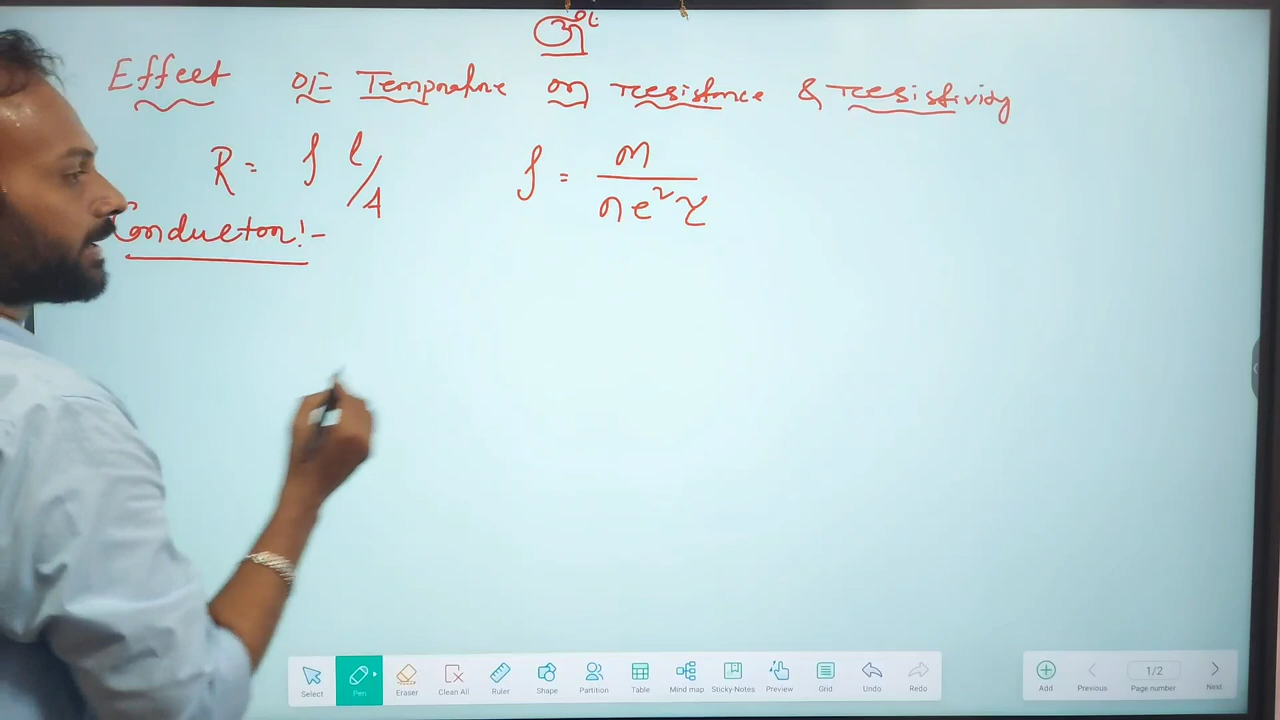 ଓଁ
Effect OF Temprature on resistance & resistivity
R = ρ l/A ρ = m / ne²τ
Conductor:-
Select Pen Eraser Clean All Ruler Shape Partition Table Mind map Sticky-Notes Preview Grid Undo Redo Add Previous 1/2 Page number Next